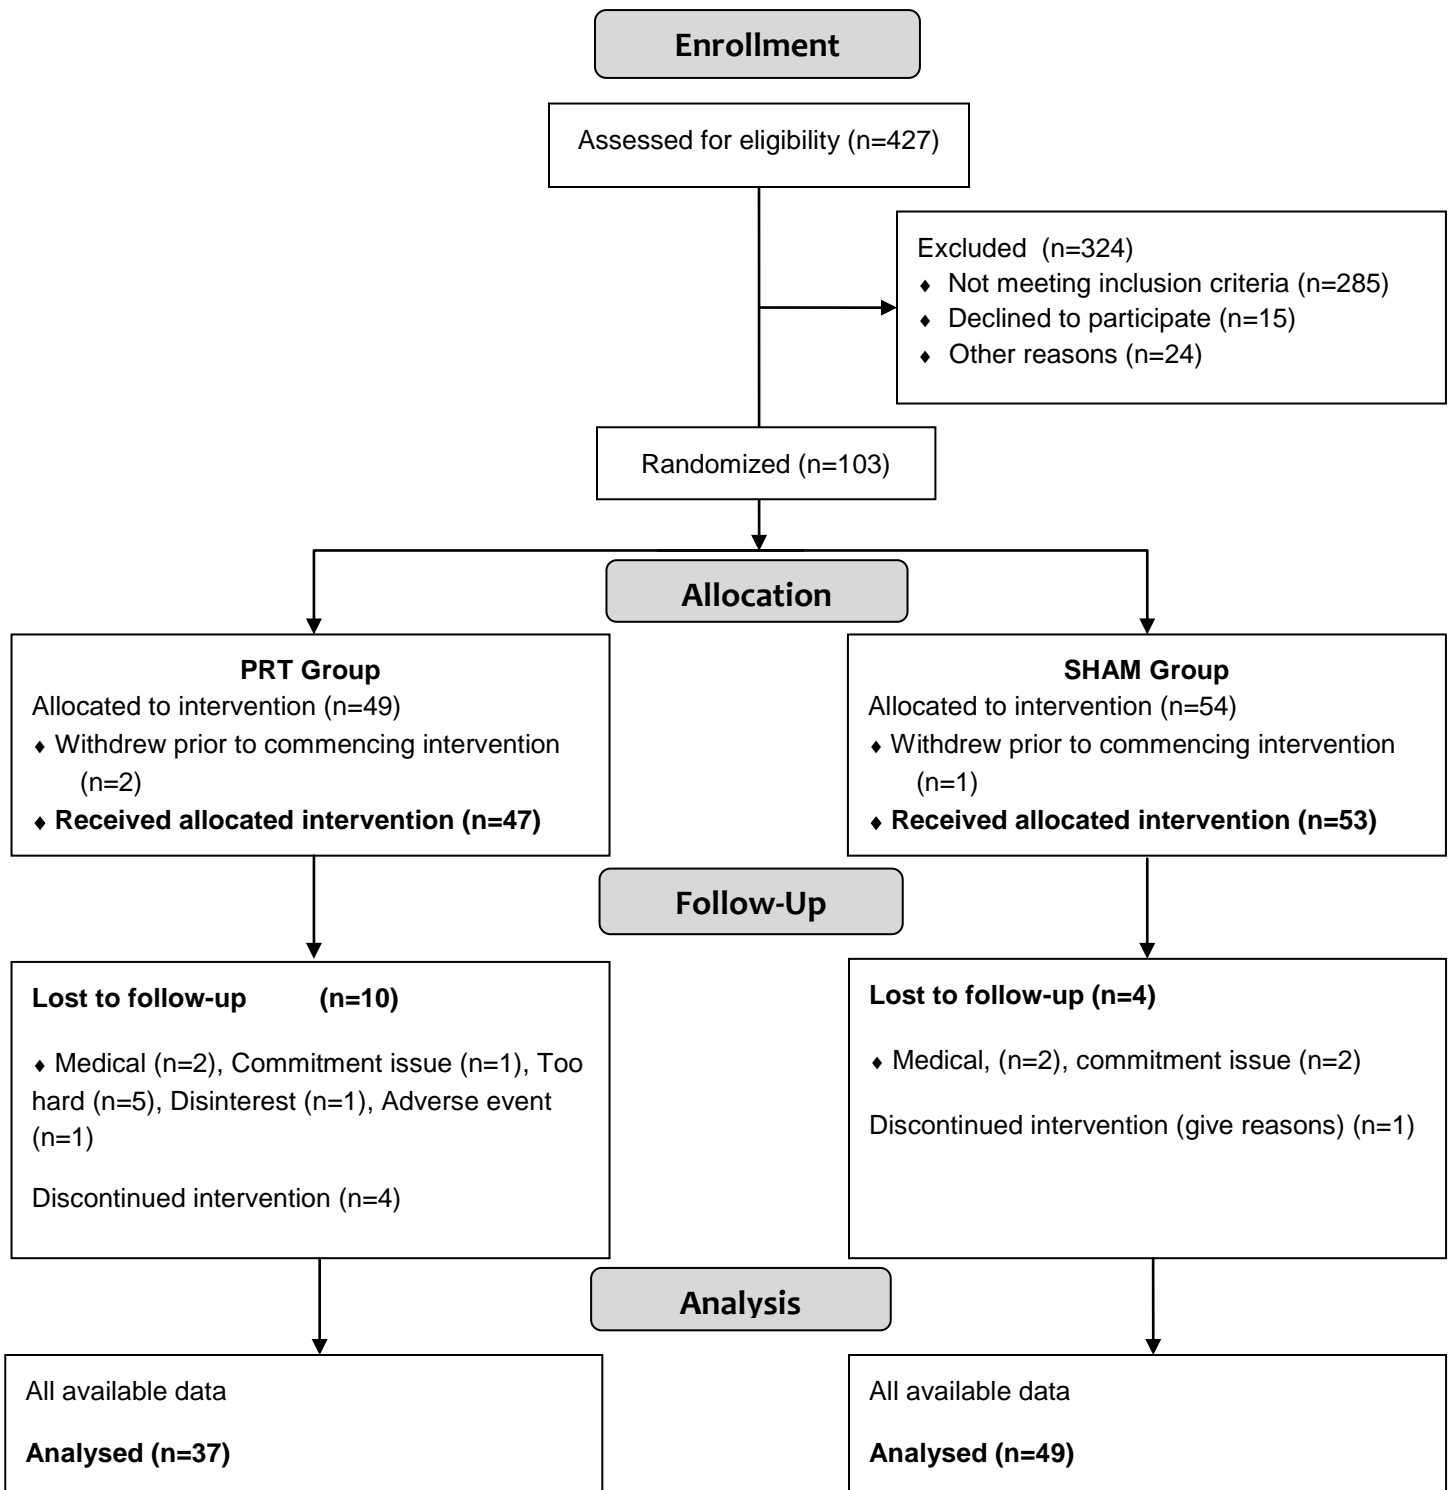 Enrollment
Assessed for eligibility (n=427)
Excluded (n=324)
♦ Not meeting inclusion criteria (n=285)
♦ Declined to participate (n=15)
♦ Other reasons (n=24)
Randomized (n=103)
Allocation
PRT Group
Allocated to intervention (n=49)
♦ Withdrew prior to commencing intervention
(n=2)
♦ Received allocated intervention (n=47)
SHAM Group
Allocated to intervention (n=54)
♦ Withdrew prior to commencing intervention
(n=1)
♦ Received allocated intervention (n=53)
Follow-Up
Lost to follow-up (n=10)
♦ Medical (n=2), Commitment issue (n=1), Too
hard (n=5), Disinterest (n=1), Adverse event
(n=1)
Discontinued intervention (n=4)
Lost to follow-up (n=4)
♦ Medical, (n=2), commitment issue (n=2)
Discontinued intervention (give reasons) (n=1)
Analysis
All available data
Analysed (n=37)
All available data
Analysed (n=49)